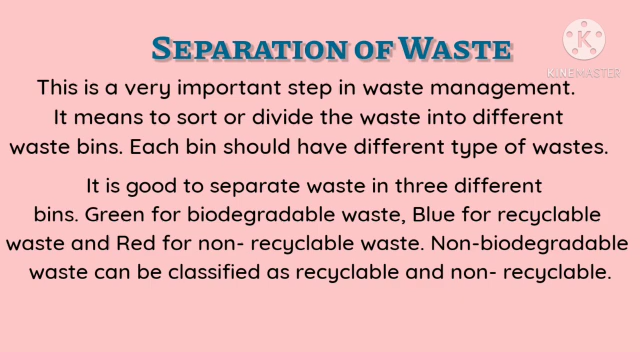 SEPARATION OF WASTE
K
KINEMASTER
This is a very important step in waste management.
It means to sort or divide the waste into different
waste bins. Each bin should have different type of wastes.
It is good to separate waste in three different
bins. Green for biodegradable waste, Blue for recyclable
waste and Red for non- recyclable waste. Non-biodegradable
waste can be classified as recyclable and non- recyclable.